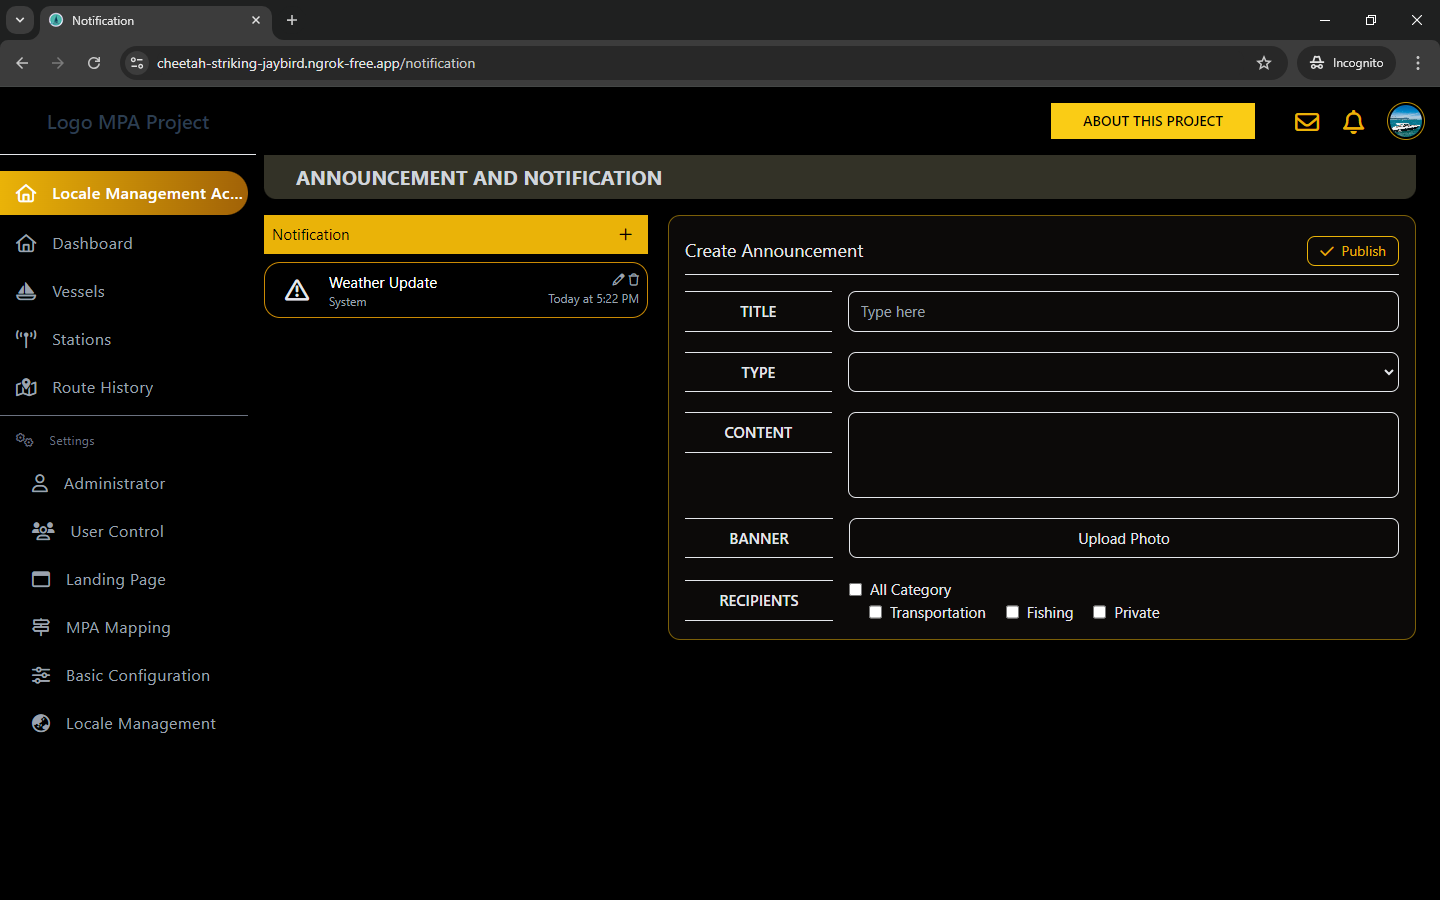 Notification
cheetah-striking-jaybird.ngrok-free.app/notification
Incognito
Logo MPA Project
ABOUT THIS PROJECT
Locale Management Ac...
Dashboard
Vessels
Stations
Route History
Settings
Administrator
User Control
Landing Page
MPA Mapping
Basic Configuration
Locale Management
ANNOUNCEMENT AND NOTIFICATION
Notification
Weather Update
System
Today at 5:22 PM
Create Announcement
Publish
TITLE
Type here
TYPE
CONTENT
BANNER
Upload Photo
RECIPIENTS
All Category
Transportation Fishing Private